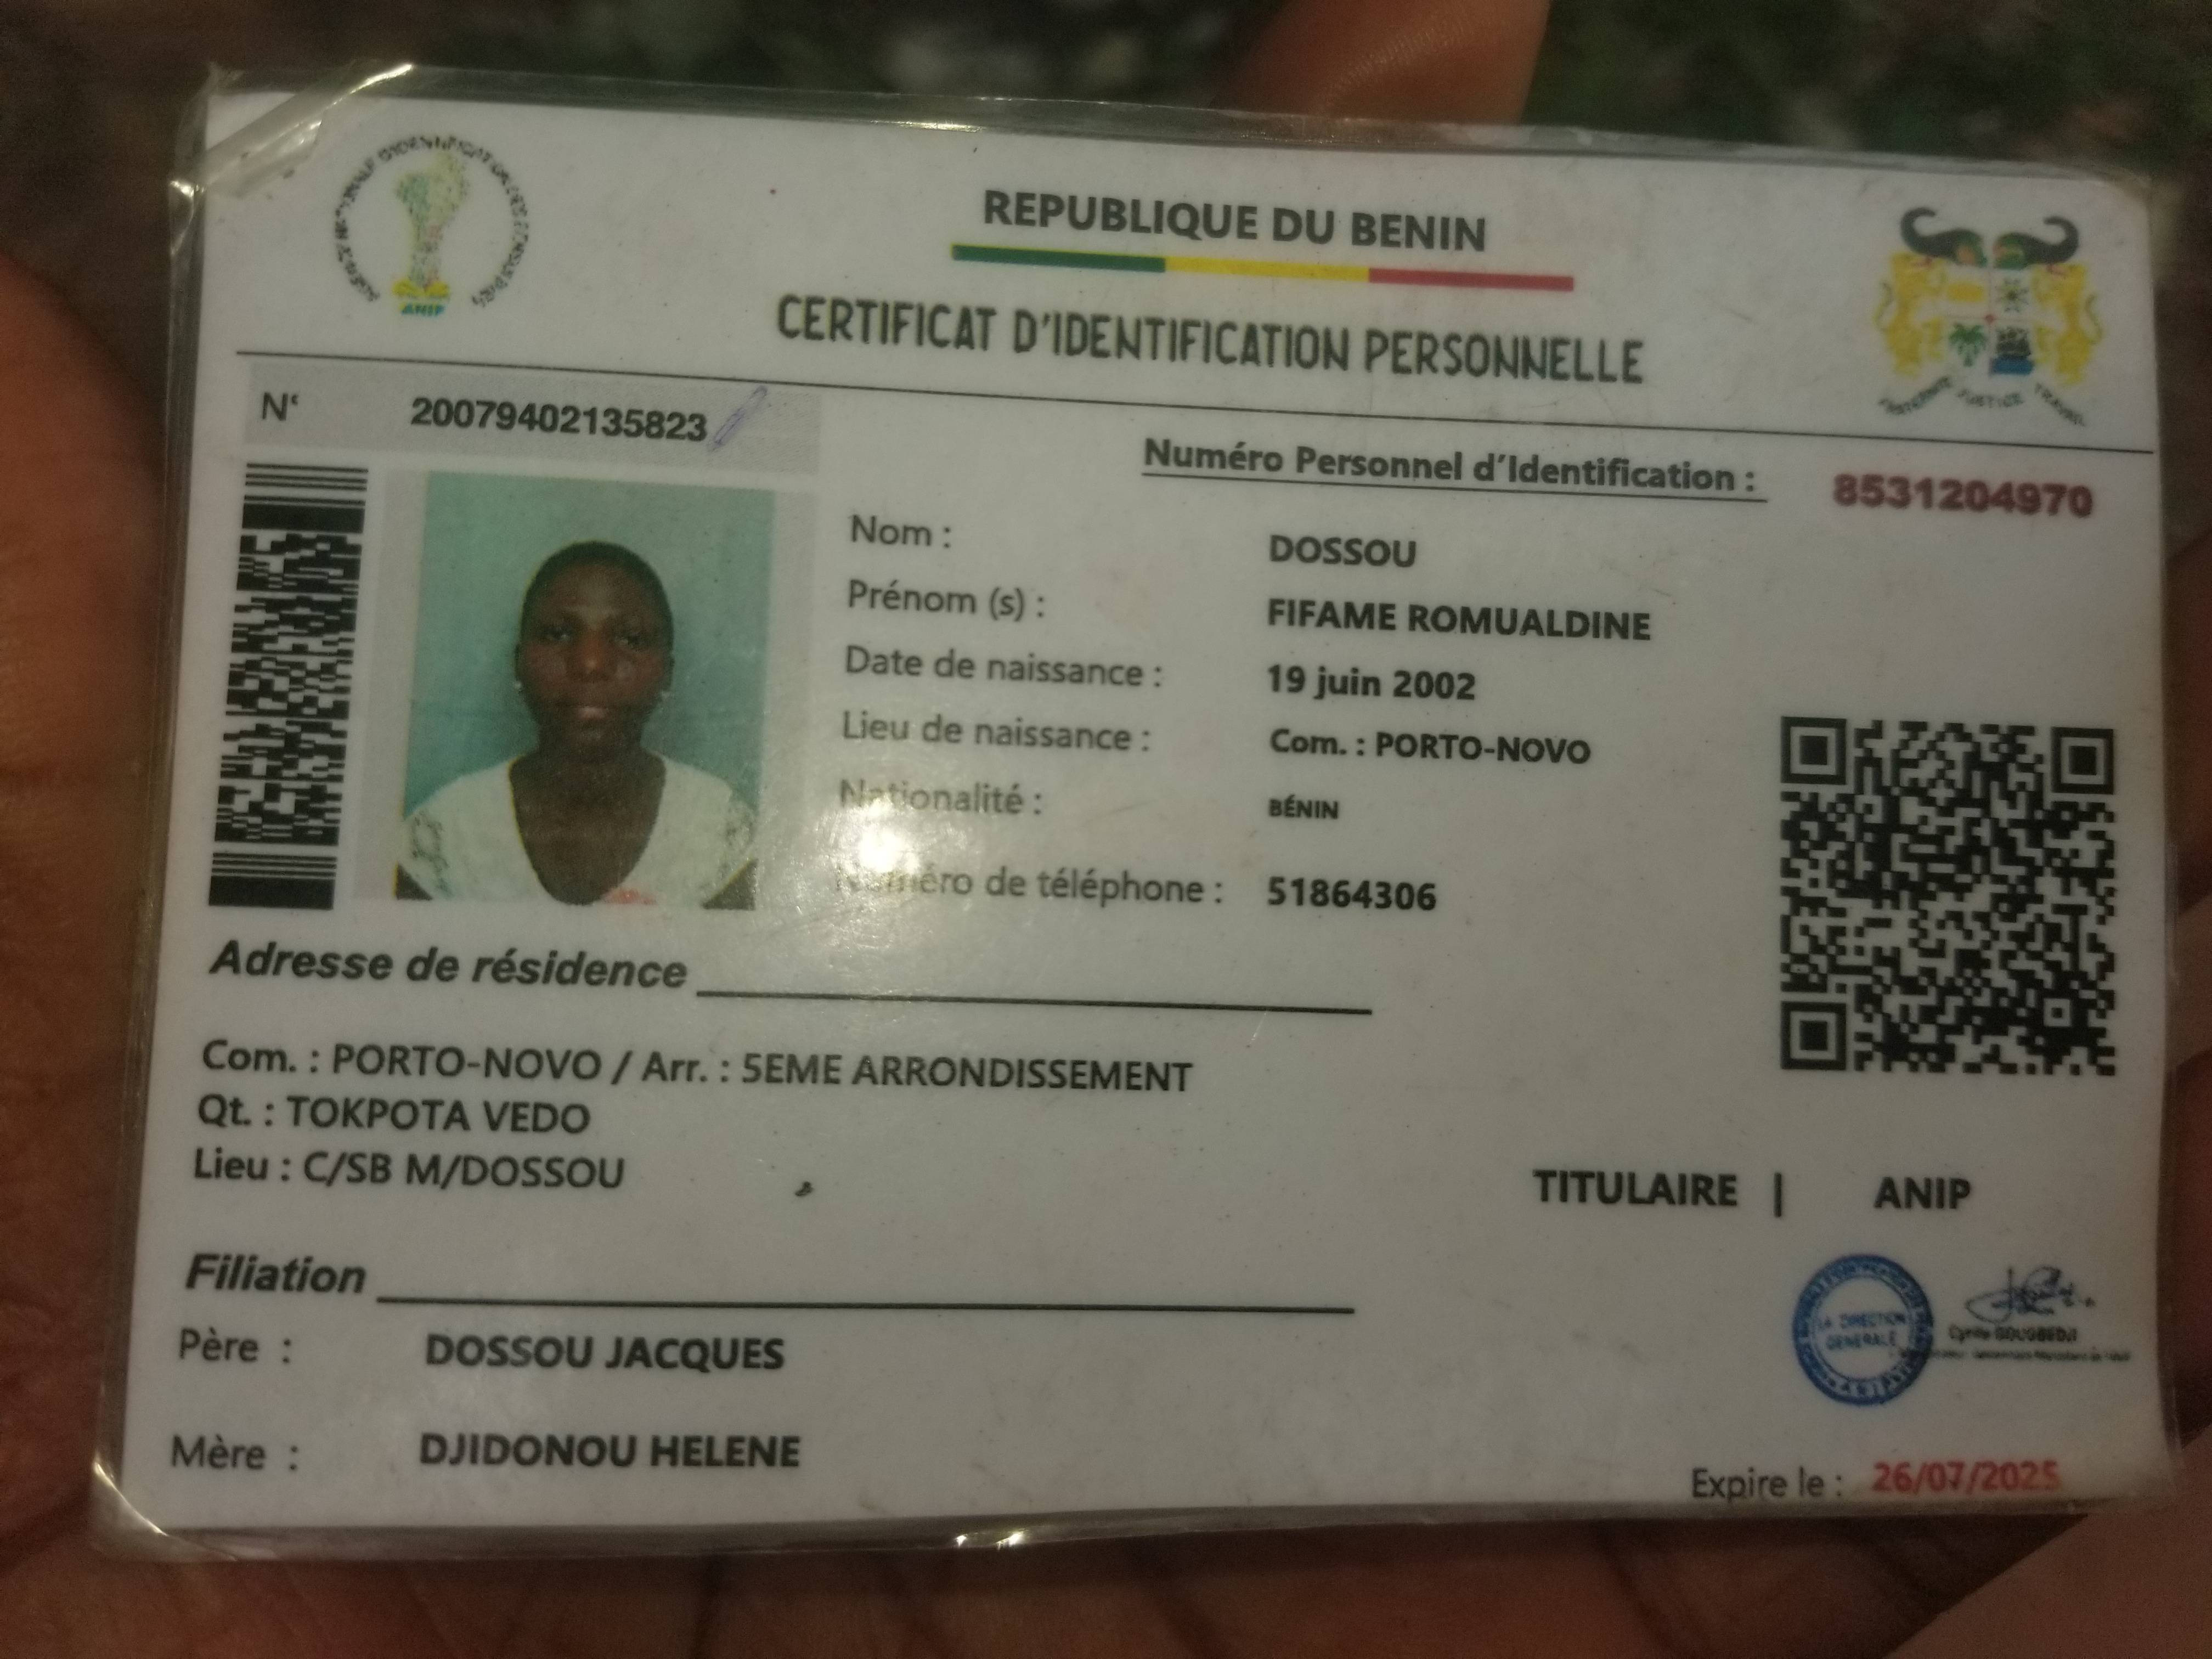 REPUBLIQUE DU BENIN
CERTIFICAT D'IDENTIFICATION PERSONNELLE
ANIP
FRATERNITE JUSTICE TRAVAIL
N° 20079402135823
Numéro Personnel d'Identification : 8531204970
Nom : DOSSOU
Prénom (s) : FIFAME ROMUALDINE
Date de naissance : 19 juin 2002
Lieu de naissance : Com. : PORTO-NOVO
Nationalité : BÉNIN
Numéro de téléphone : 51864306
Adresse de résidence
Com. : PORTO-NOVO / Arr. : 5EME ARRONDISSEMENT
Qt. : TOKPOTA VEDO
Lieu : C/SB M/DOSSOU
TITULAIRE | ANIP
Filiation
Père : DOSSOU JACQUES
LA DIRECTION
GENERALE
Mère : DJIDONOU HELENE
Expire le : 26/07/2025